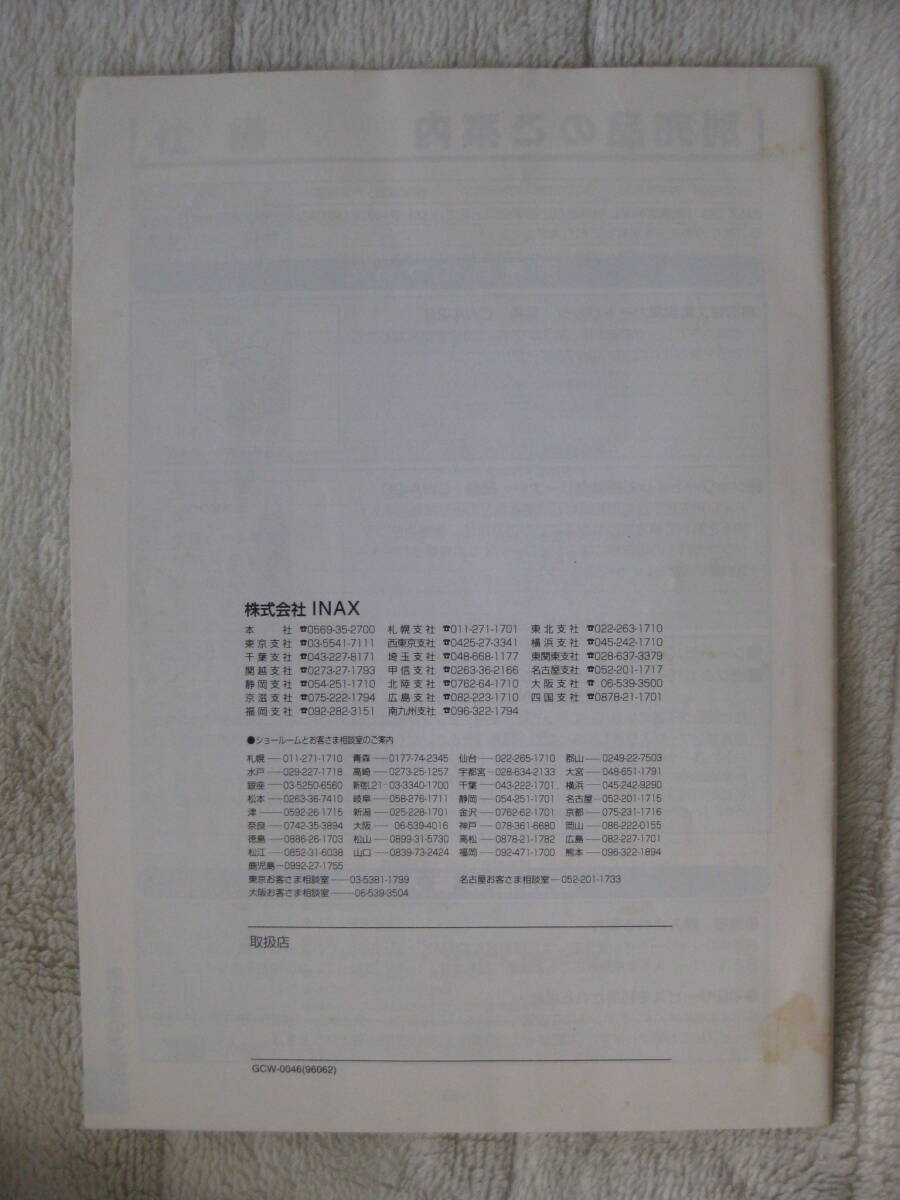 株式会社 INAX
本　　社 ☎0569-35-2700 札幌支社 ☎011-271-1701 東北支社 ☎022-263-1710
東京支社 ☎03-5541-7111 西東京支社 ☎0425-27-3341 横浜支社 ☎045-242-1710
千葉支社 ☎043-227-8171 埼玉支社 ☎048-668-1177 東関東支社 ☎028-637-3379
関越支社 ☎0273-27-1793 甲信支社 ☎0263-36-2166 名古屋支社 ☎052-201-1717
静岡支社 ☎054-251-1710 北陸支社 ☎0762-64-1710 大阪支社 ☎06-539-3500
京滋支社 ☎075-222-1794 広島支社 ☎082-223-1710 四国支社 ☎0878-21-1701
福岡支社 ☎092-282-3151 南九州支社 ☎096-322-1794
●ショールームとお客さま相談室のご案内
札幌──011-271-1710 青森──0177-74-2345 仙台──022-265-1710 郡山──0249-22-7503
水戸──029-227-1718 高崎──0273-25-1257 宇都宮─028-634-2133 大宮──048-651-1791
銀座──03-5250-6560 新宿L21─03-3340-1700 千葉──043-222-1701 横浜──045-242-9290
松本──0263-36-7410 岐阜──058-276-1711 静岡──054-251-1701 名古屋─052-201-1715
津───0592-26-1715 新潟──025-228-1701 金沢──0762-62-1701 京都──075-231-1716
奈良──0742-35-3894 大阪──06-539-4016 神戸──078-361-6680 岡山──086-222-0155
徳島──0886-26-1703 松山──0899-31-5730 高松──0878-21-1782 広島──082-227-1701
松江──0852-31-6038 山口──0839-73-2424 福岡──092-471-1700 熊本──096-322-1894
鹿児島─0992-27-1755
東京お客さま相談室───03-5381-1799 名古屋お客さま相談室─052-201-1733
大阪お客さま相談室───06-539-3504
取扱店
GCW-0046(96062)